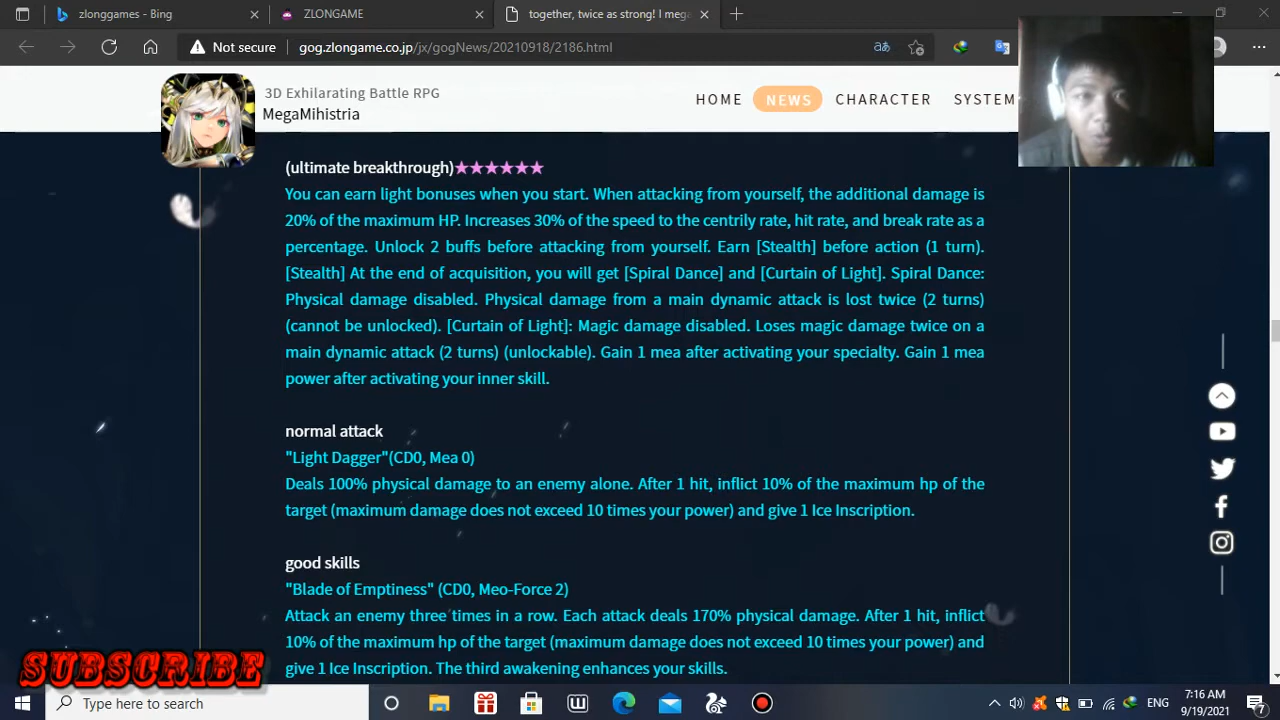 zlonggames - Bing
ZLONGAME
together, twice as strong! I mega
Not secure
gog.zlongame.co.jp/jx/gogNews/20210918/2186.html
3D Exhilarating Battle RPG
MegaMihistria
HOME NEWS CHARACTER SYSTEM
(ultimate breakthrough)★★★★★★
You can earn light bonuses when you start. When attacking from yourself, the additional damage is
20% of the maximum HP. Increases 30% of the speed to the centrily rate, hit rate, and break rate as a
percentage. Unlock 2 buffs before attacking from yourself. Earn [Stealth] before action (1 turn).
[Stealth] At the end of acquisition, you will get [Spiral Dance] and [Curtain of Light]. Spiral Dance:
Physical damage disabled. Physical damage from a main dynamic attack is lost twice (2 turns)
(cannot be unlocked). [Curtain of Light]: Magic damage disabled. Loses magic damage twice on a
main dynamic attack (2 turns) (unlockable). Gain 1 mea after activating your specialty. Gain 1 mea
power after activating your inner skill.
normal attack
"Light Dagger"(CD0, Mea 0)
Deals 100% physical damage to an enemy alone. After 1 hit, inflict 10% of the maximum hp of the
target (maximum damage does not exceed 10 times your power) and give 1 Ice Inscription.
good skills
"Blade of Emptiness" (CD0, Meo-Force 2)
Attack an enemy three times in a row. Each attack deals 170% physical damage. After 1 hit, inflict
10% of the maximum hp of the target (maximum damage does not exceed 10 times your power) and
give 1 Ice Inscription. The third awakening enhances your skills.
SUBSCRIBE
Type here to search
ENG
7:16 AM
9/19/2021
7